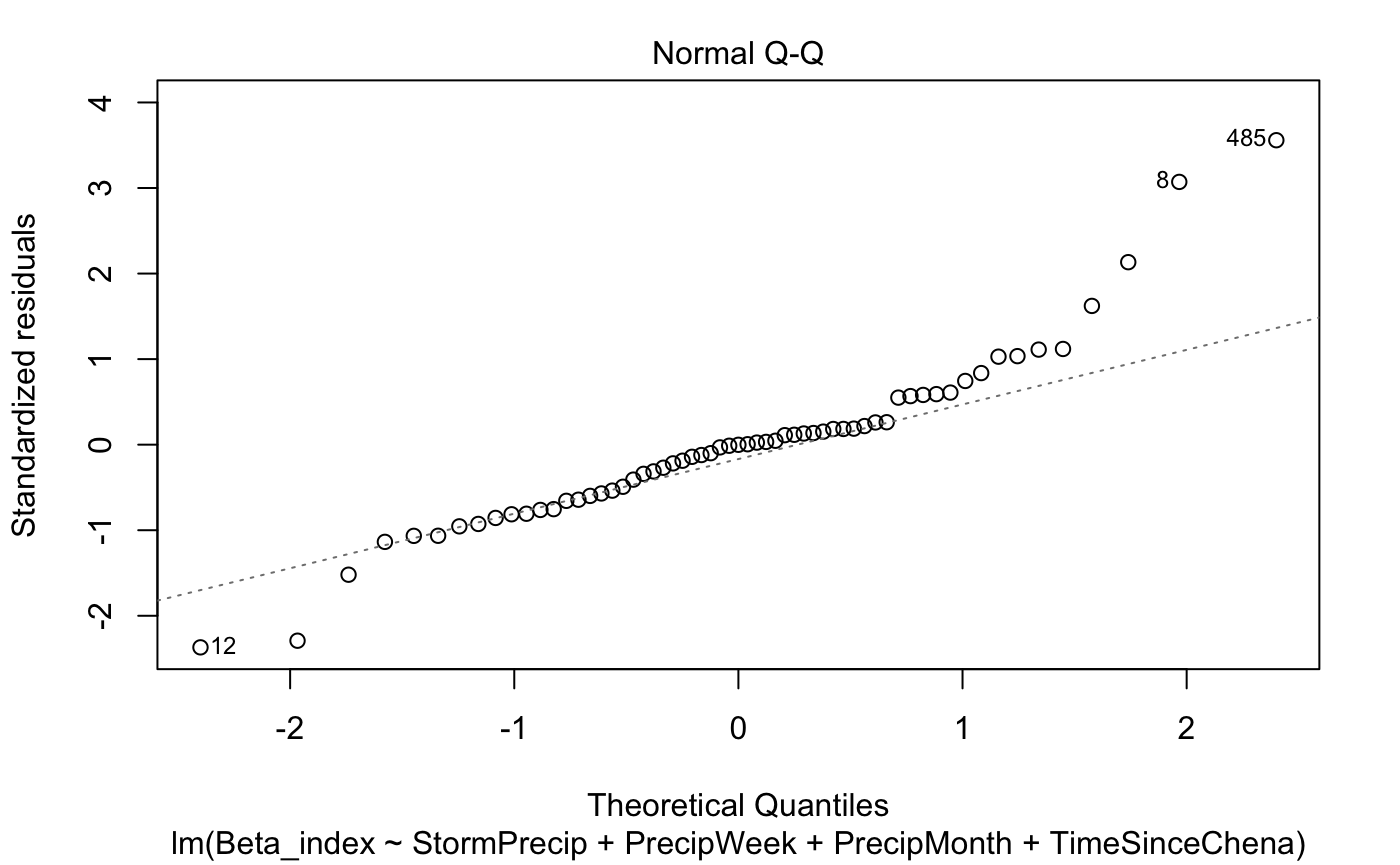 Normal Q-Q
Standardized residuals
4
3
2
1
0
-1
-2
485
8
12
-2 -1 0 1 2
Theoretical Quantiles
lm(Beta_index ~ StormPrecip + PrecipWeek + PrecipMonth + TimeSinceChena)